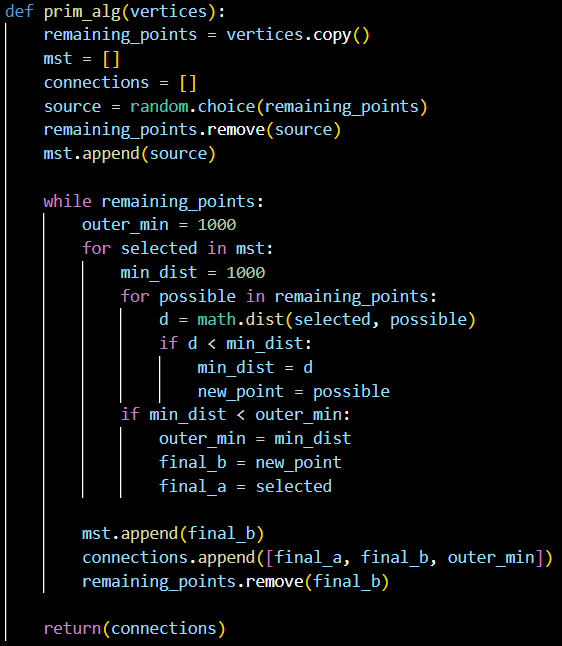 def prim_alg(vertices):
    remaining_points = vertices.copy()
    mst = []
    connections = []
    source = random.choice(remaining_points)
    remaining_points.remove(source)
    mst.append(source)

    while remaining_points:
        outer_min = 1000
        for selected in mst:
            min_dist = 1000
            for possible in remaining_points:
                d = math.dist(selected, possible)
                if d < min_dist:
                    min_dist = d
                    new_point = possible
            if min_dist < outer_min:
                outer_min = min_dist
                final_b = new_point
                final_a = selected

        mst.append(final_b)
        connections.append([final_a, final_b, outer_min])
        remaining_points.remove(final_b)

    return(connections)